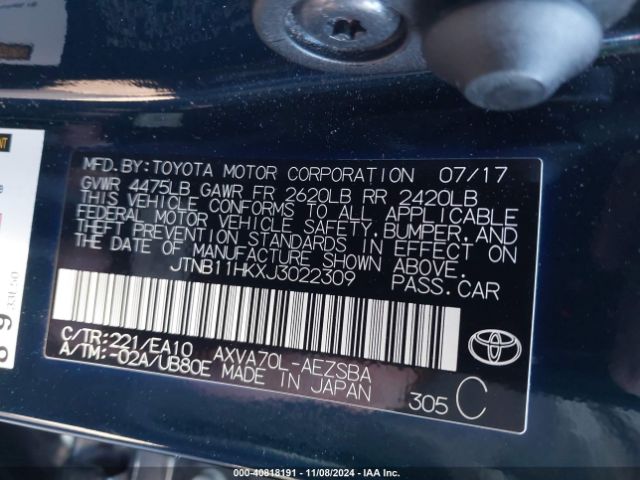 MFD.BY:TOYOTA MOTOR CORPORATION 07/17
GVWR 4475LB GAWR FR 2620LB RR 2420LB
THIS VEHICLE CONFORMS TO ALL APPLICABLE
FEDERAL MOTOR VEHICLE SAFETY,BUMPER,AND
THEFT PREVENTION STANDARDS IN EFFECT ON
THE DATE OF MANUFACTURE SHOWN ABOVE.
JTNB11HKXJ3022309 PASS.CAR
C/TR:221/EA10 AXVA70L-AEZSBA
A/TM:-02A/UB80E MADE IN JAPAN
TOYOTA
305 C
000-40818191 - 11/08/2024 - IAA Inc.